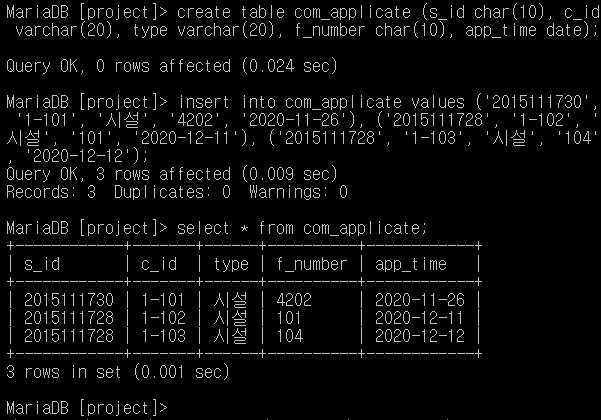 MariaDB [project]> create table com_applicate (s_id char(10), c_id
 varchar(20), type varchar(20), f_number char(10), app_time date);
Query OK, 0 rows affected (0.024 sec)
MariaDB [project]> insert into com_applicate values ('2015111730',
 '1-101', '시설', '4202', '2020-11-26'), ('2015111728', '1-102', '
시설', '101', '2020-12-11'), ('2015111728', '1-103', '시설', '104'
, '2020-12-12');
Query OK, 3 rows affected (0.009 sec)
Records: 3  Duplicates: 0  Warnings: 0
MariaDB [project]> select * from com_applicate;
+------------+-------+------+----------+------------+
| s_id       | c_id  | type | f_number | app_time   |
+------------+-------+------+----------+------------+
| 2015111730 | 1-101 | 시설 | 4202     | 2020-11-26 |
| 2015111728 | 1-102 | 시설 | 101      | 2020-12-11 |
| 2015111728 | 1-103 | 시설 | 104      | 2020-12-12 |
+------------+-------+------+----------+------------+
3 rows in set (0.001 sec)
MariaDB [project]>